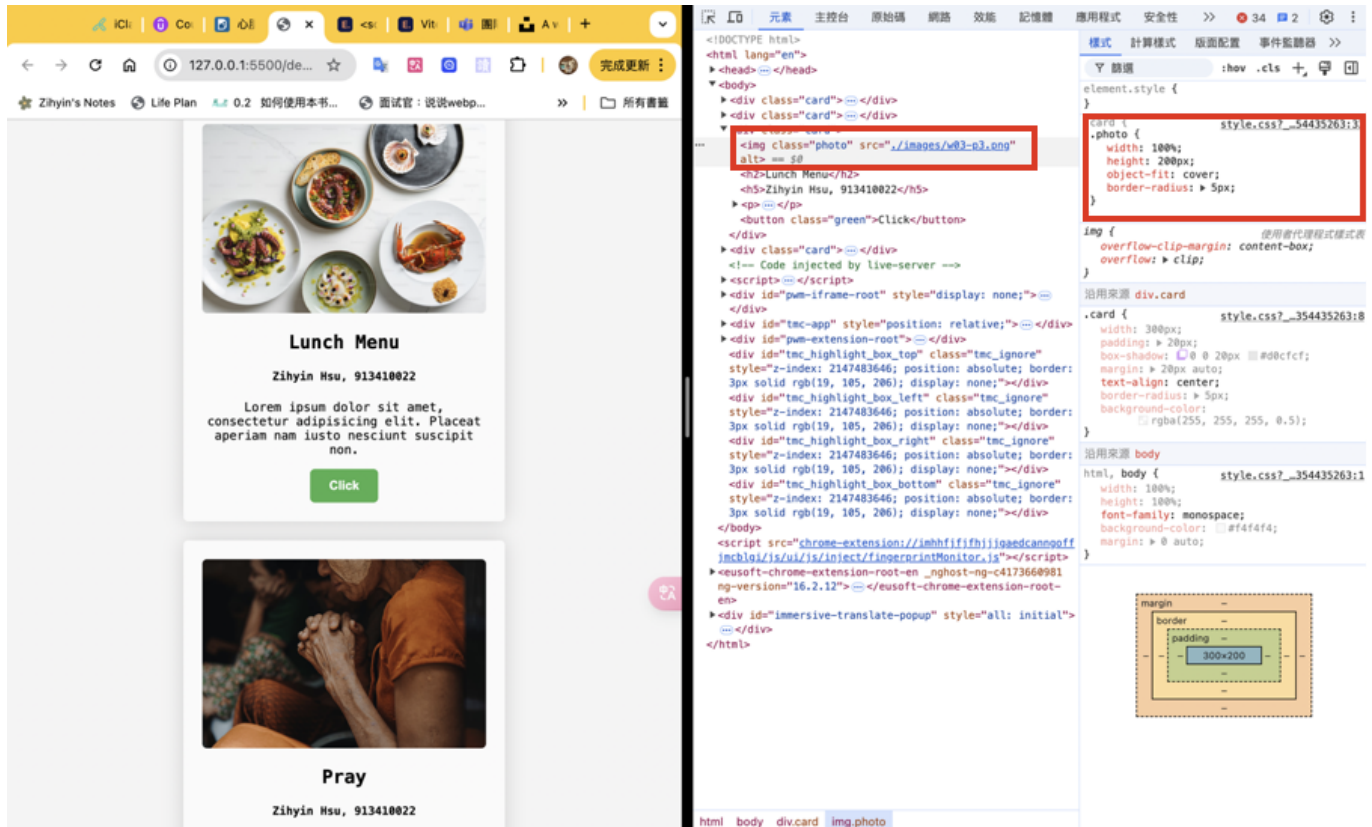 iCl
Co
心
<s
Vit
團
A v
127.0.0.1:5500/de...
完成更新
Zihyin's Notes
Life Plan
0.2 如何使用本书...
面试官：说说webp...
所有書籤
Lunch Menu
Zihyin Hsu, 913410022
Lorem ipsum dolor sit amet,
consectetur adipisicing elit. Placeat
aperiam nam iusto nesciunt suscipit
non.
Click
Pray
Zihyin Hsu, 913410022
元素 主控台 原始碼 網路 效能 記憶體 應用程式 安全性 >> 34 2
<!DOCTYPE html>
<html lang="en">
<head> … </head>
<body>
<div class="card"> … </div>
<div class="card"> … </div>
<div class="card">
… <img class="photo" src="./images/w03-p3.png"
alt> == $0
<h2>Lunch Menu</h2>
<h5>Zihyin Hsu, 913410022</h5>
<p> … </p>
<button class="green">Click</button>
</div>
<div class="card"> … </div>
<!-- Code injected by live-server -->
<script> … </script>
<div id="pwm-iframe-root" style="display: none;"> …
</div>
<div id="tmc-app" style="position: relative;"> … </div>
<div id="pwm-extension-root"> … </div>
<div id="tmc_highlight_box_top" class="tmc_ignore"
style="z-index: 2147483646; position: absolute; border:
3px solid rgb(19, 105, 206); display: none;"></div>
<div id="tmc_highlight_box_left" class="tmc_ignore"
style="z-index: 2147483646; position: absolute; border:
3px solid rgb(19, 105, 206); display: none;"></div>
<div id="tmc_highlight_box_right" class="tmc_ignore"
style="z-index: 2147483646; position: absolute; border:
3px solid rgb(19, 105, 206); display: none;"></div>
<div id="tmc_highlight_box_bottom" class="tmc_ignore"
style="z-index: 2147483646; position: absolute; border:
3px solid rgb(19, 105, 206); display: none;"></div>
</body>
<script src="chrome-extension://imhhfjfjfhjjjgaedcanngoff
jmcblgi/js/ui/js/inject/fingerprintMonitor.js"></script>
<eusoft-chrome-extension-root-en _nghost-ng-c4173660981
ng-version="16.2.12"> … </eusoft-chrome-extension-root-
en>
<div id="immersive-translate-popup" style="all: initial">
… </div>
</html>
html body div.card img.photo
樣式 計算樣式 版面配置 事件監聽器 >>
篩選 :hov .cls +
element.style {
}
card { style.css?_…54435263:3
.photo {
width: 100%;
height: 200px;
object-fit: cover;
border-radius: 5px;
}
img { 使用者代理程式樣式表
overflow-clip-margin: content-box;
overflow: clip;
}
沿用來源 div.card
.card { style.css?_…354435263:8
width: 300px;
padding: 20px;
box-shadow: 0 0 20px #d0cfcf;
margin: 20px auto;
text-align: center;
border-radius: 5px;
background-color:
rgba(255, 255, 255, 0.5);
}
沿用來源 body
html, body { style.css?_…354435263:1
width: 100%;
height: 100%;
font-family: monospace;
background-color: #f4f4f4;
margin: 0 auto;
}
margin –
border –
padding –
300×200